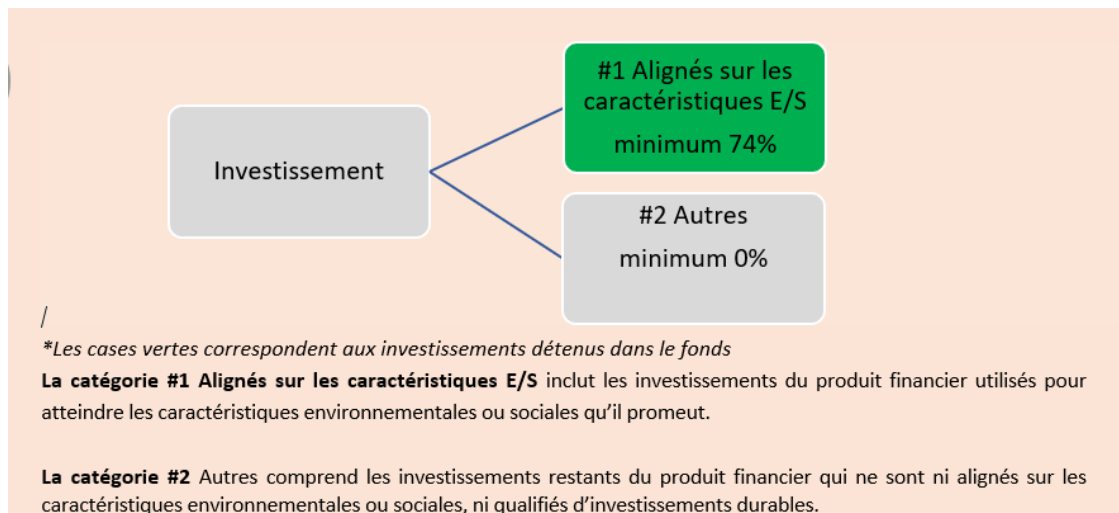 #1 Alignés sur les
caractéristiques E/S
minimum 74%
Investissement
#2 Autres
minimum 0%
/
*Les cases vertes correspondent aux investissements détenus dans le fonds
La catégorie #1 Alignés sur les caractéristiques E/S inclut les investissements du produit financier utilisés pour
atteindre les caractéristiques environnementales ou sociales qu’il promeut.
La catégorie #2 Autres comprend les investissements restants du produit financier qui ne sont ni alignés sur les
caractéristiques environnementales ou sociales, ni qualifiés d’investissements durables.